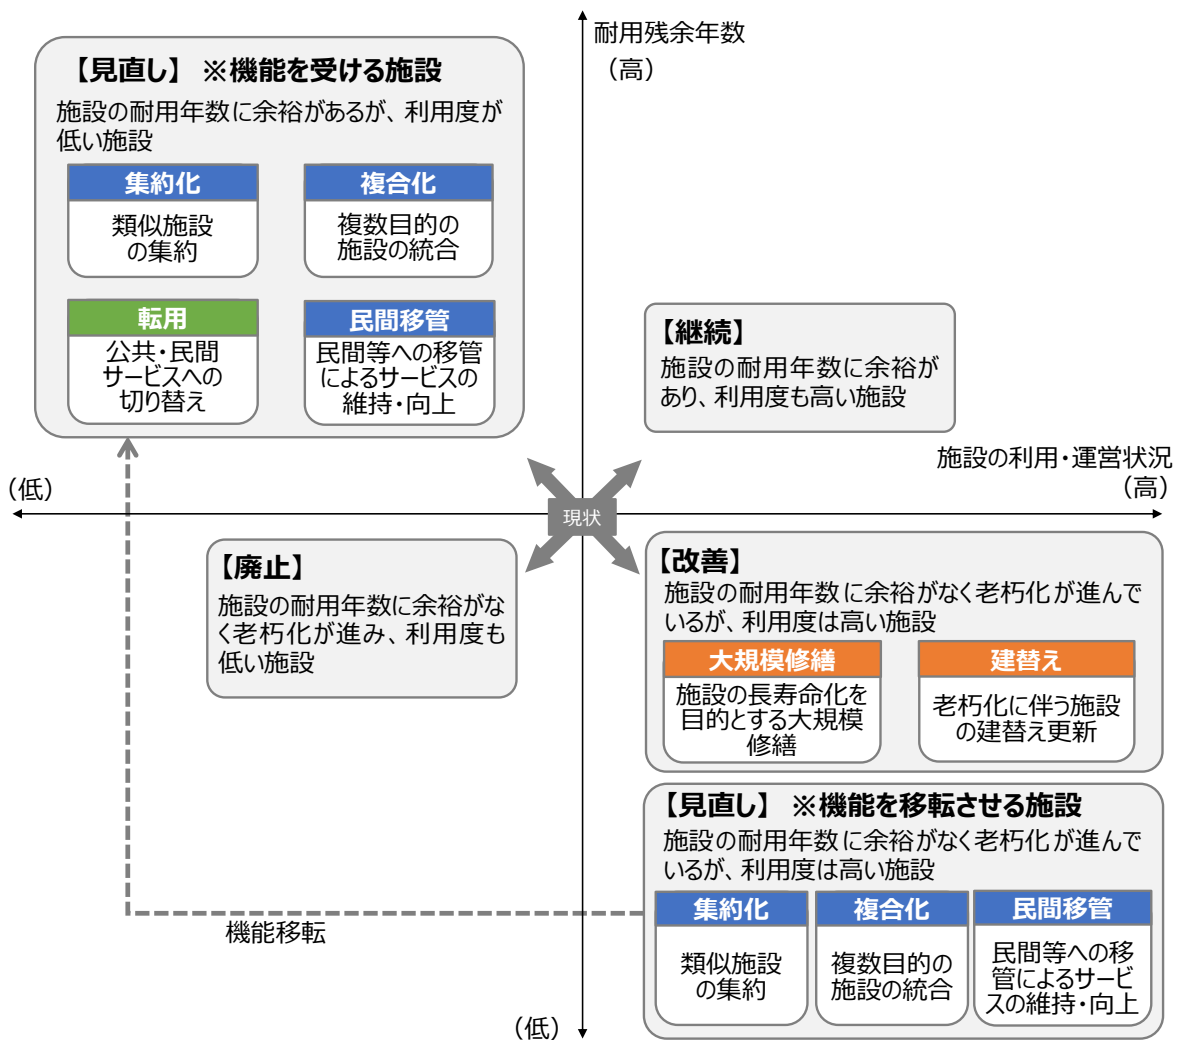 耐用残余年数
（高）
【見直し】 ※機能を受ける施設
施設の耐用年数に余裕があるが、利用度が
低い施設
集約化
類似施設
の集約
複合化
複数目的の
施設の統合
転用
公共・民間
サービスへの
切り替え
民間移管
民間等への移管
によるサービスの
維持・向上
【継続】
施設の耐用年数に余裕が
あり、利用度も高い施設
施設の利用・運営状況
（高）
（低）
現状
【廃止】
施設の耐用年数に余裕がな
く老朽化が進み、利用度も
低い施設
【改善】
施設の耐用年数に余裕がなく老朽化が進んで
いるが、利用度は高い施設
大規模修繕
施設の長寿命化を
目的とする大規模
修繕
建替え
老朽化に伴う施設
の建替え更新
【見直し】 ※機能を移転させる施設
施設の耐用年数に余裕がなく老朽化が進んで
いるが、利用度は高い施設
集約化
類似施設
の集約
複合化
複数目的の
施設の統合
民間移管
民間等への移
管によるサービ
スの維持・向上
機能移転
（低）